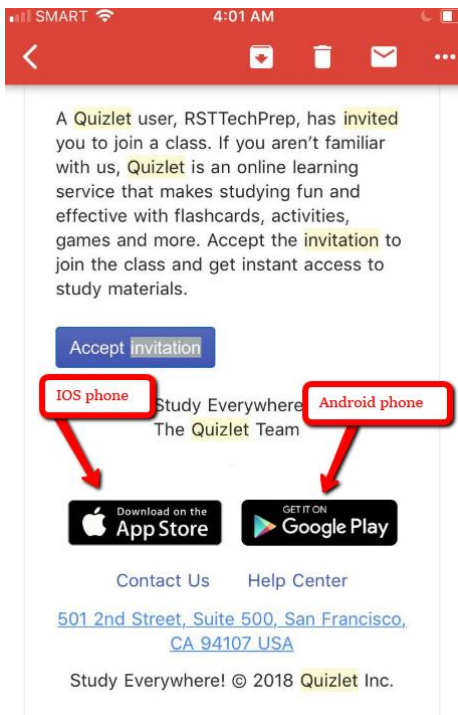 SMART 4:01 AM
A Quizlet user, RSTTechPrep, has invited
you to join a class. If you aren't familiar
with us, Quizlet is an online learning
service that makes studying fun and
effective with flashcards, activities,
games and more. Accept the invitation to
join the class and get instant access to
study materials.
Accept invitation
IOS phone
Study Everywhere
Android phone
The Quizlet Team
Download on the
App Store
GET IT ON
Google Play
Contact Us Help Center
501 2nd Street, Suite 500, San Francisco,
CA 94107 USA
Study Everywhere! © 2018 Quizlet Inc.